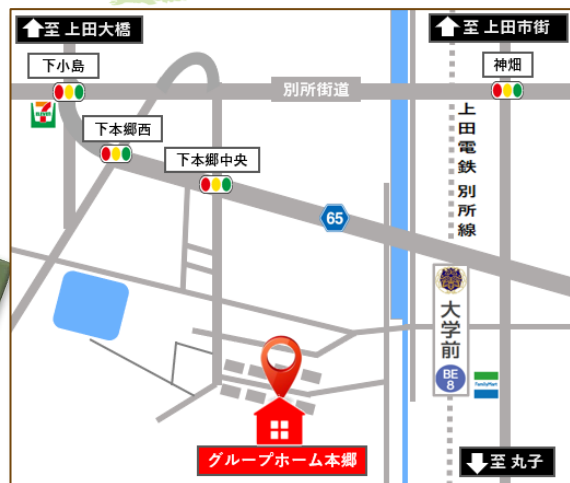 至 上田大橋
至 上田市街
下小島
神畑
別所街道
下本郷西
下本郷中央
上田電鉄 別所線
65
大学前
BE
8
FamilyMart
グループホーム本郷
至 丸子